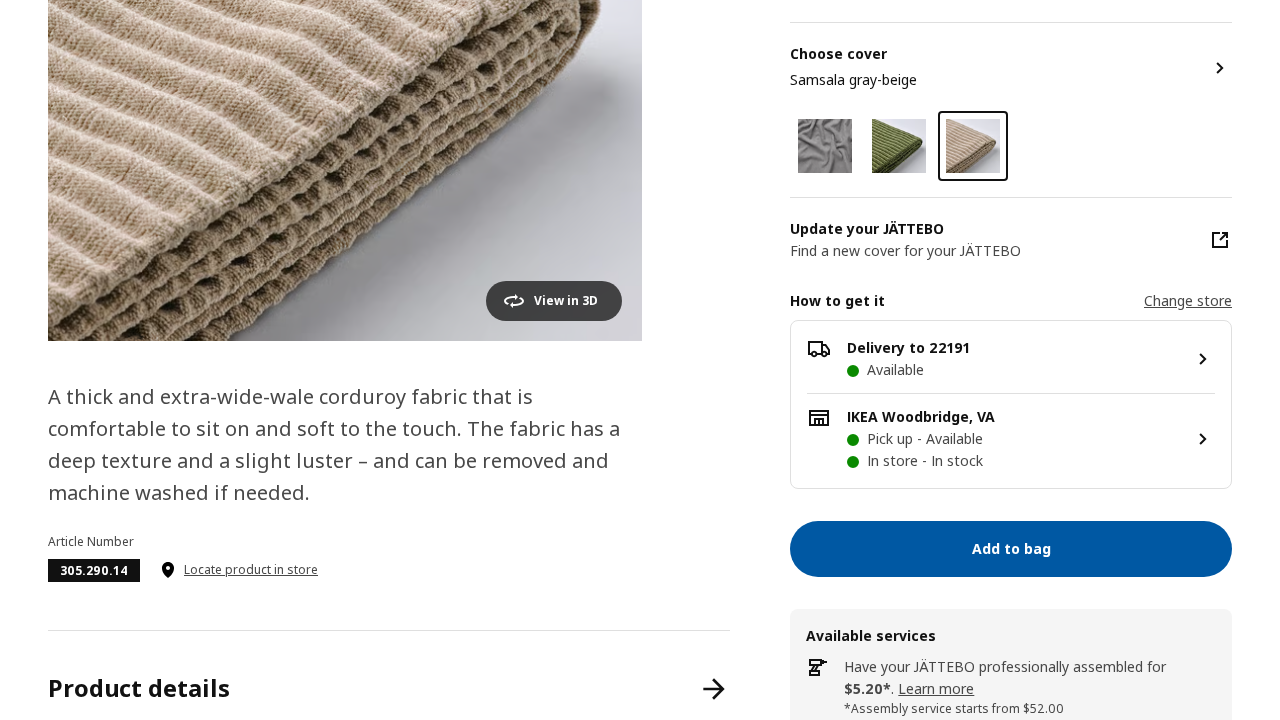 View in 3D
A thick and extra-wide-wale corduroy fabric that is
comfortable to sit on and soft to the touch. The fabric has a
deep texture and a slight luster – and can be removed and
machine washed if needed.
Article Number
305.290.14
Locate product in store
Product details
Choose cover
Samsala gray-beige
Update your JÄTTEBO
Find a new cover for your JÄTTEBO
How to get it
Change store
Delivery to 22191
Available
IKEA Woodbridge, VA
Pick up - Available
In store - In stock
Add to bag
Available services
Have your JÄTTEBO professionally assembled for
$5.20*. Learn more
*Assembly service starts from $52.00